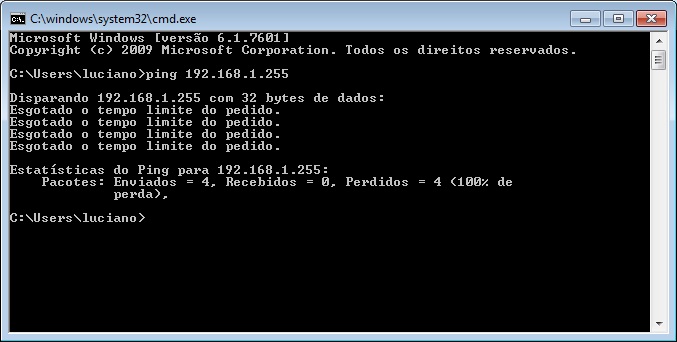 C:\windows\system32\cmd.exe
Microsoft Windows [versão 6.1.7601]
Copyright (c) 2009 Microsoft Corporation. Todos os direitos reservados.
C:\Users\luciano>ping 192.168.1.255
Disparando 192.168.1.255 com 32 bytes de dados:
Esgotado o tempo limite do pedido.
Esgotado o tempo limite do pedido.
Esgotado o tempo limite do pedido.
Esgotado o tempo limite do pedido.
Estatísticas do Ping para 192.168.1.255:
Pacotes: Enviados = 4, Recebidos = 0, Perdidos = 4 (100% de
perda),
C:\Users\luciano>